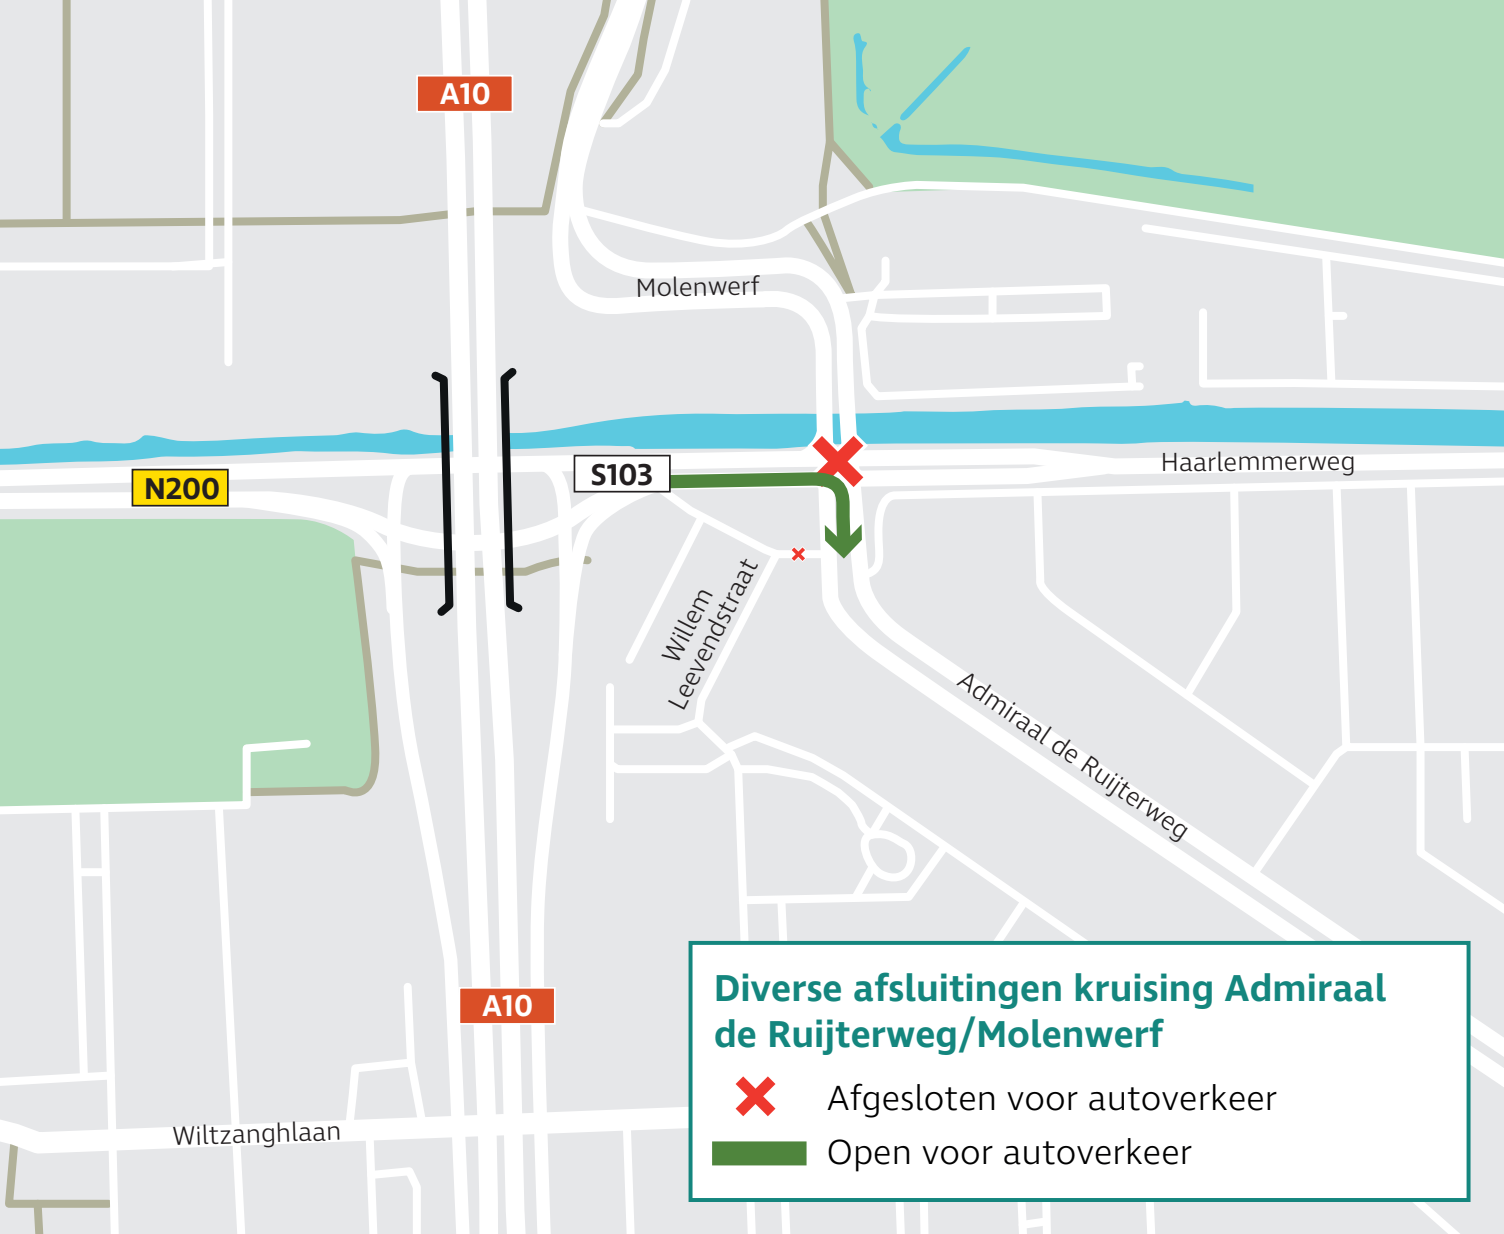 A10
Molenwerf
Haarlemmerweg
S103
N200
Willem
Leevendstraat
Admiraal de Ruijterweg
A10
Wiltzanghlaan
Diverse afsluitingen kruising Admiraal
de Ruijterweg/Molenwerf
Afgesloten voor autoverkeer
Open voor autoverkeer